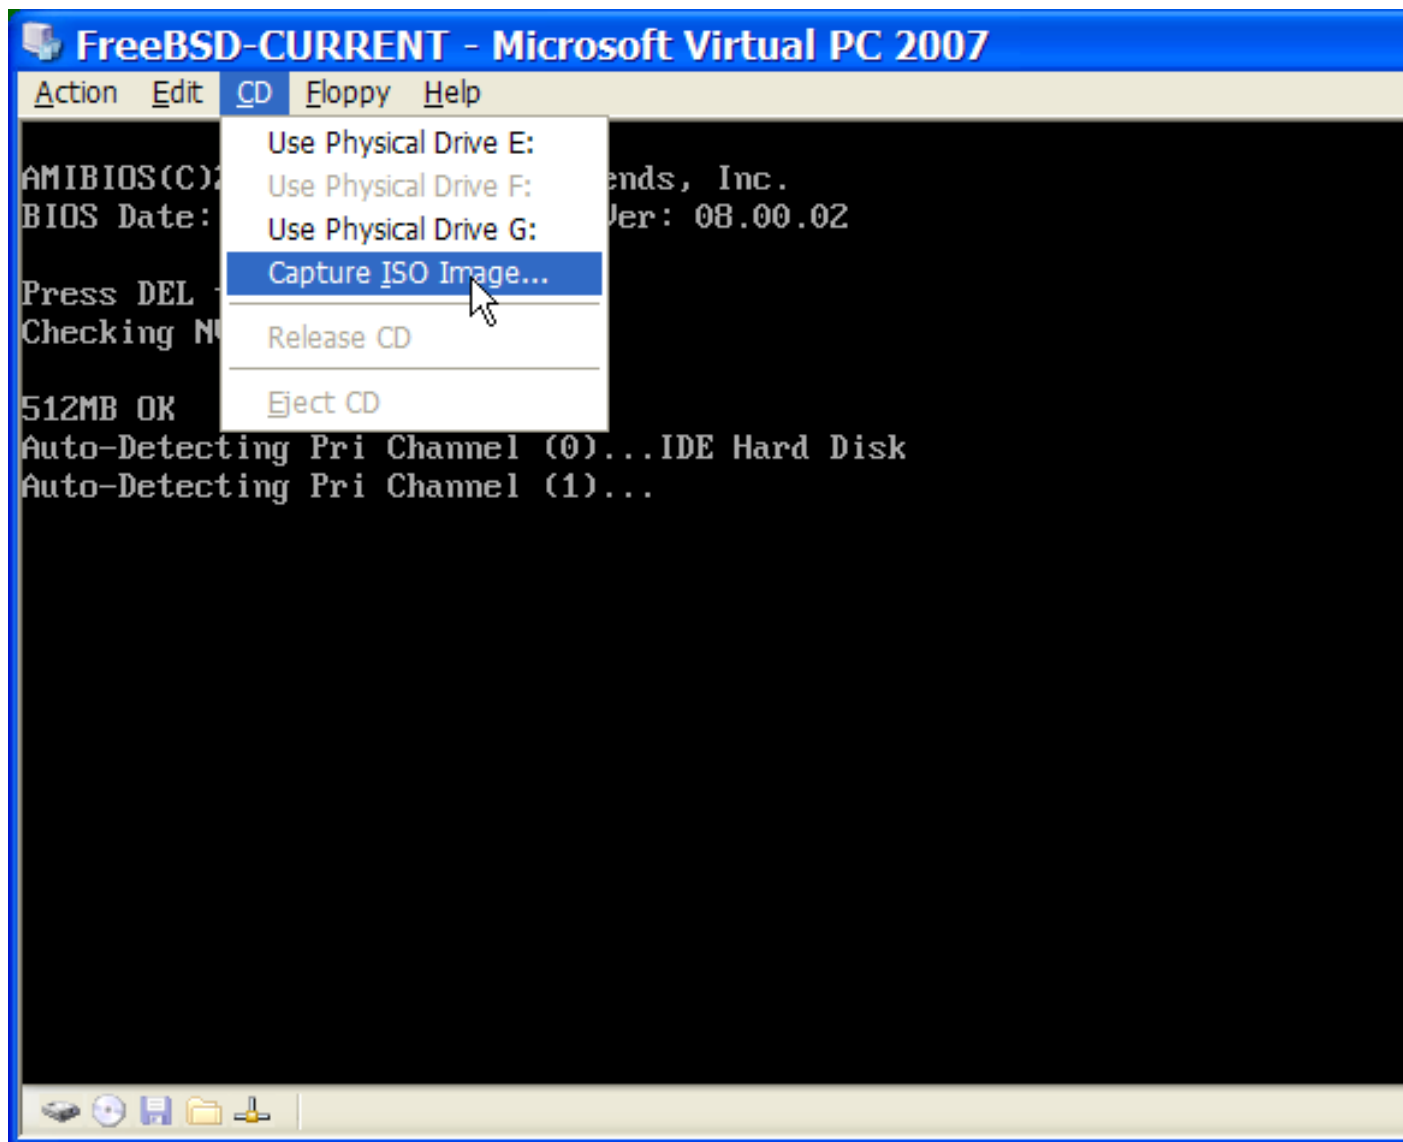 FreeBSD-CURRENT - Microsoft Virtual PC 2007
Action Edit CD Floppy Help
Use Physical Drive E:
Use Physical Drive F:
Use Physical Drive G:
Capture ISO Image...
Release CD
Eject CD
AMIBIOS(C) Inc.
BIOS Date: 08.00.02
Press DEL
Checking
512MB OK
Auto-Detecting Pri Channel (0)...IDE Hard Disk
Auto-Detecting Pri Channel (1)...